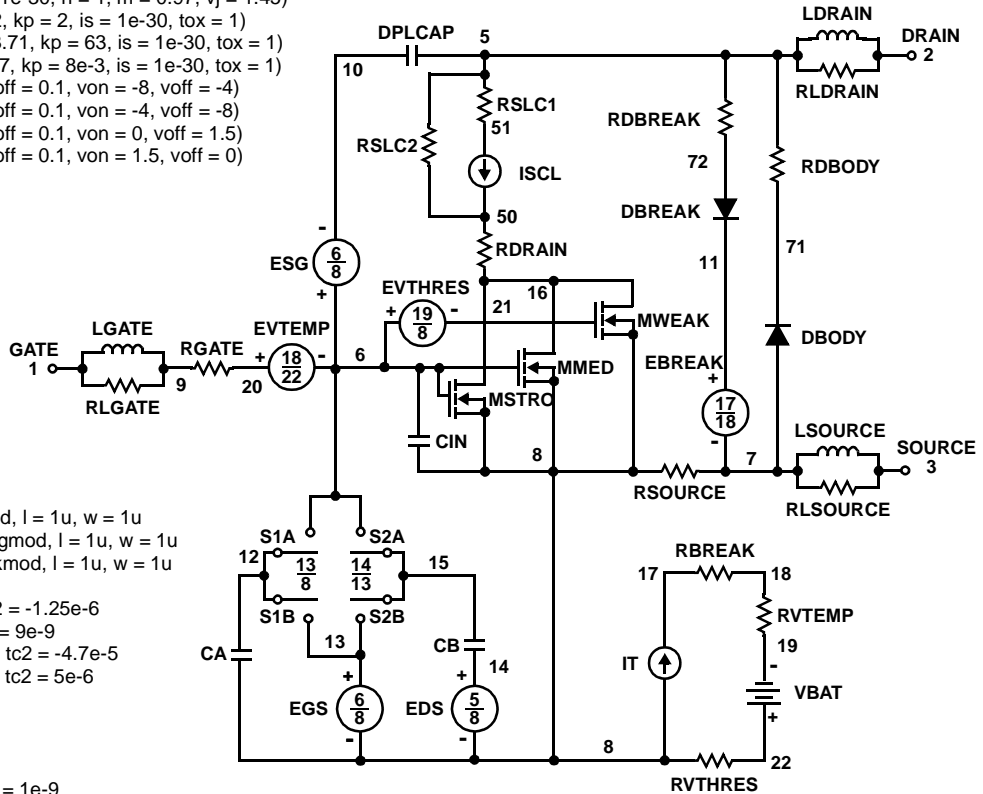 1e-30, n = 1, m = 0.97, vj = 1.45)
2, kp = 2, is = 1e-30, tox = 1)
3.71, kp = 63, is = 1e-30, tox = 1)
7, kp = 8e-3, is = 1e-30, tox = 1)
off = 0.1, von = -8, voff = -4)
off = 0.1, von = -4, voff = -8)
off = 0.1, von = 0, voff = 1.5)
off = 0.1, von = 1.5, voff = 0)
LDRAIN
DPLCAP
5
DRAIN
2
10
RLDRAIN
RSLC1
51
RDBREAK
RSLC2
ISCL
72
RDBODY
50
DBREAK
-
ESG
6
8
+
RDRAIN
11
71
EVTHRES
16
+
19
8
-
21
MWEAK
LGATE
EVTEMP
GATE
1
RGATE
+
18
22
-
6
MMED
EBREAK
+
DBODY
9
20
RLGATE
MSTRO
17
18
-
LSOURCE
CIN
8
7
SOURCE
3
RSOURCE
RLSOURCE
d, l = 1u, w = 1u
gmod, l = 1u, w = 1u
kmod, l = 1u, w = 1u
S1A
S2A
12
13
8
14
13
15
RBREAK
17
18
2 = -1.25e-6
= 9e-9
tc2 = -4.7e-5
tc2 = 5e-6
S1B
S2B
RVTEMP
13
CB
19
CA
14
IT
-
+
+
VBAT
EGS
6
8
EDS
5
8
+
-
-
8
22
RVTHRES
= 1e-9